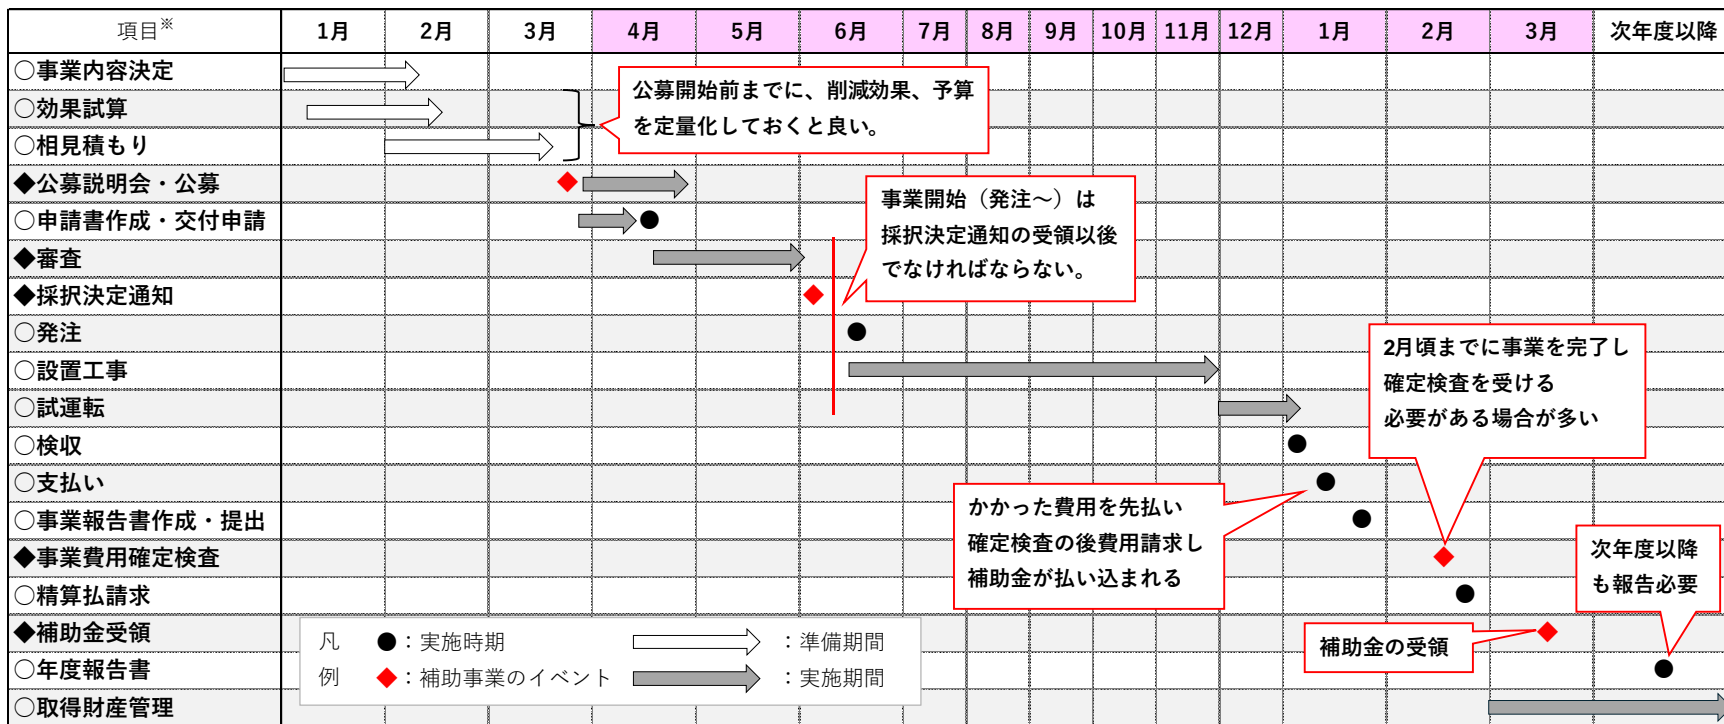 項目※ 1月 2月 3月 4月 5月 6月 7月 8月 9月 10月 11月 12月 1月 2月 3月 次年度以降
○事業内容決定
○効果試算
○相見積もり
◆公募説明会・公募
○申請書作成・交付申請
◆審査
◆採択決定通知
○発注
○設置工事
○試運転
○検収
○支払い
○事業報告書作成・提出
◆事業費用確定検査
○精算払請求
◆補助金受領
○年度報告書
○取得財産管理
公募開始前までに、削減効果、予算
を定量化しておくと良い。
事業開始（発注～）は
採択決定通知の受領以後
でなければならない。
2月頃までに事業を完了し
確定検査を受ける
必要がある場合が多い
かかった費用を先払い
確定検査の後費用請求し
補助金が払い込まれる
次年度以降
も報告必要
補助金の受領
凡 ●：実施時期 ：準備期間
例 ◆：補助事業のイベント ：実施期間